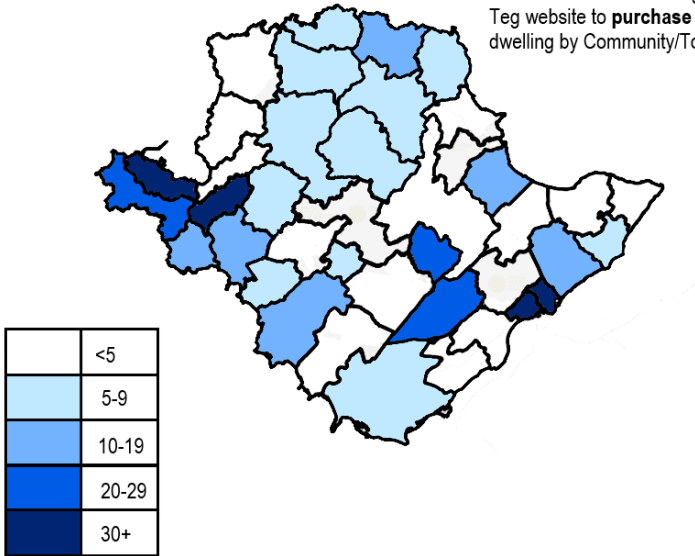 Teg website to purchase
dwelling by Community/To
<5
5-9
10-19
20-29
30+